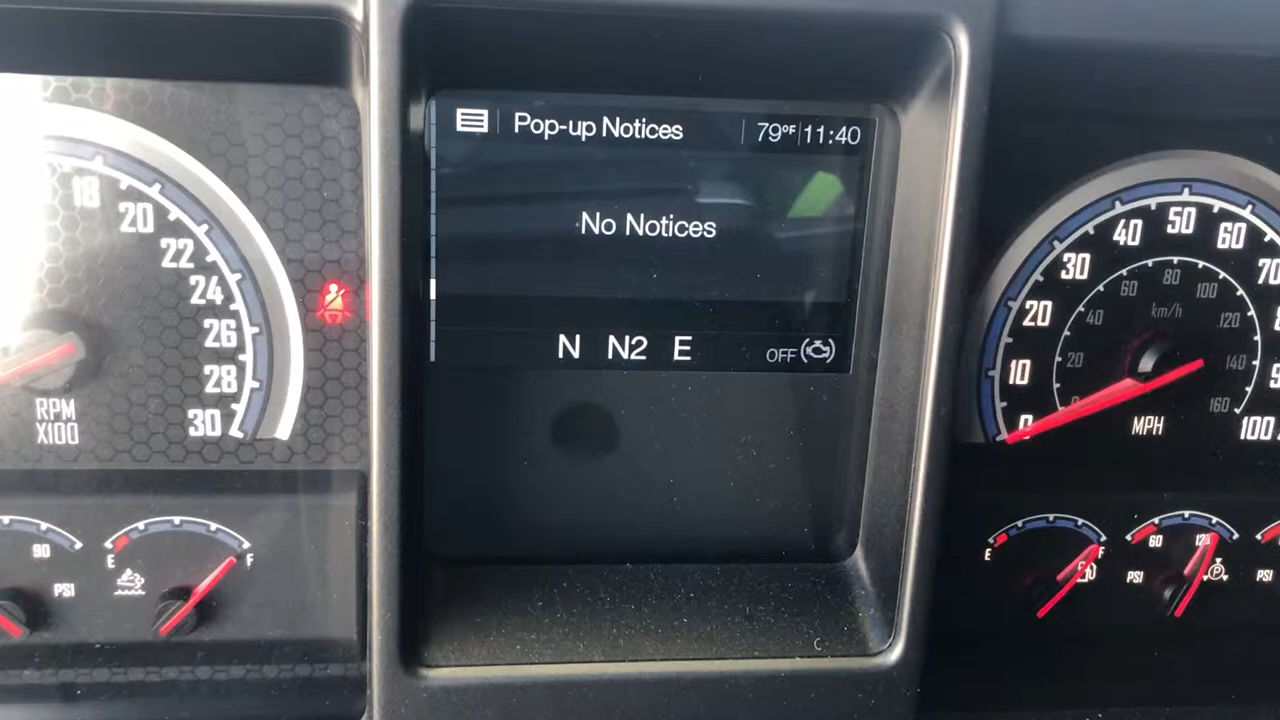 Pop-up Notices 79°F 11:40
No Notices
N N2 E OFF
18
20
22
24
26
28
30
RPM
X100
90
PSI
E F
0 10 20 30 40 50 60 70 100
20 40 60 80 100 120 140 160
km/h
MPH
E F
60 120
PSI
P
PSI